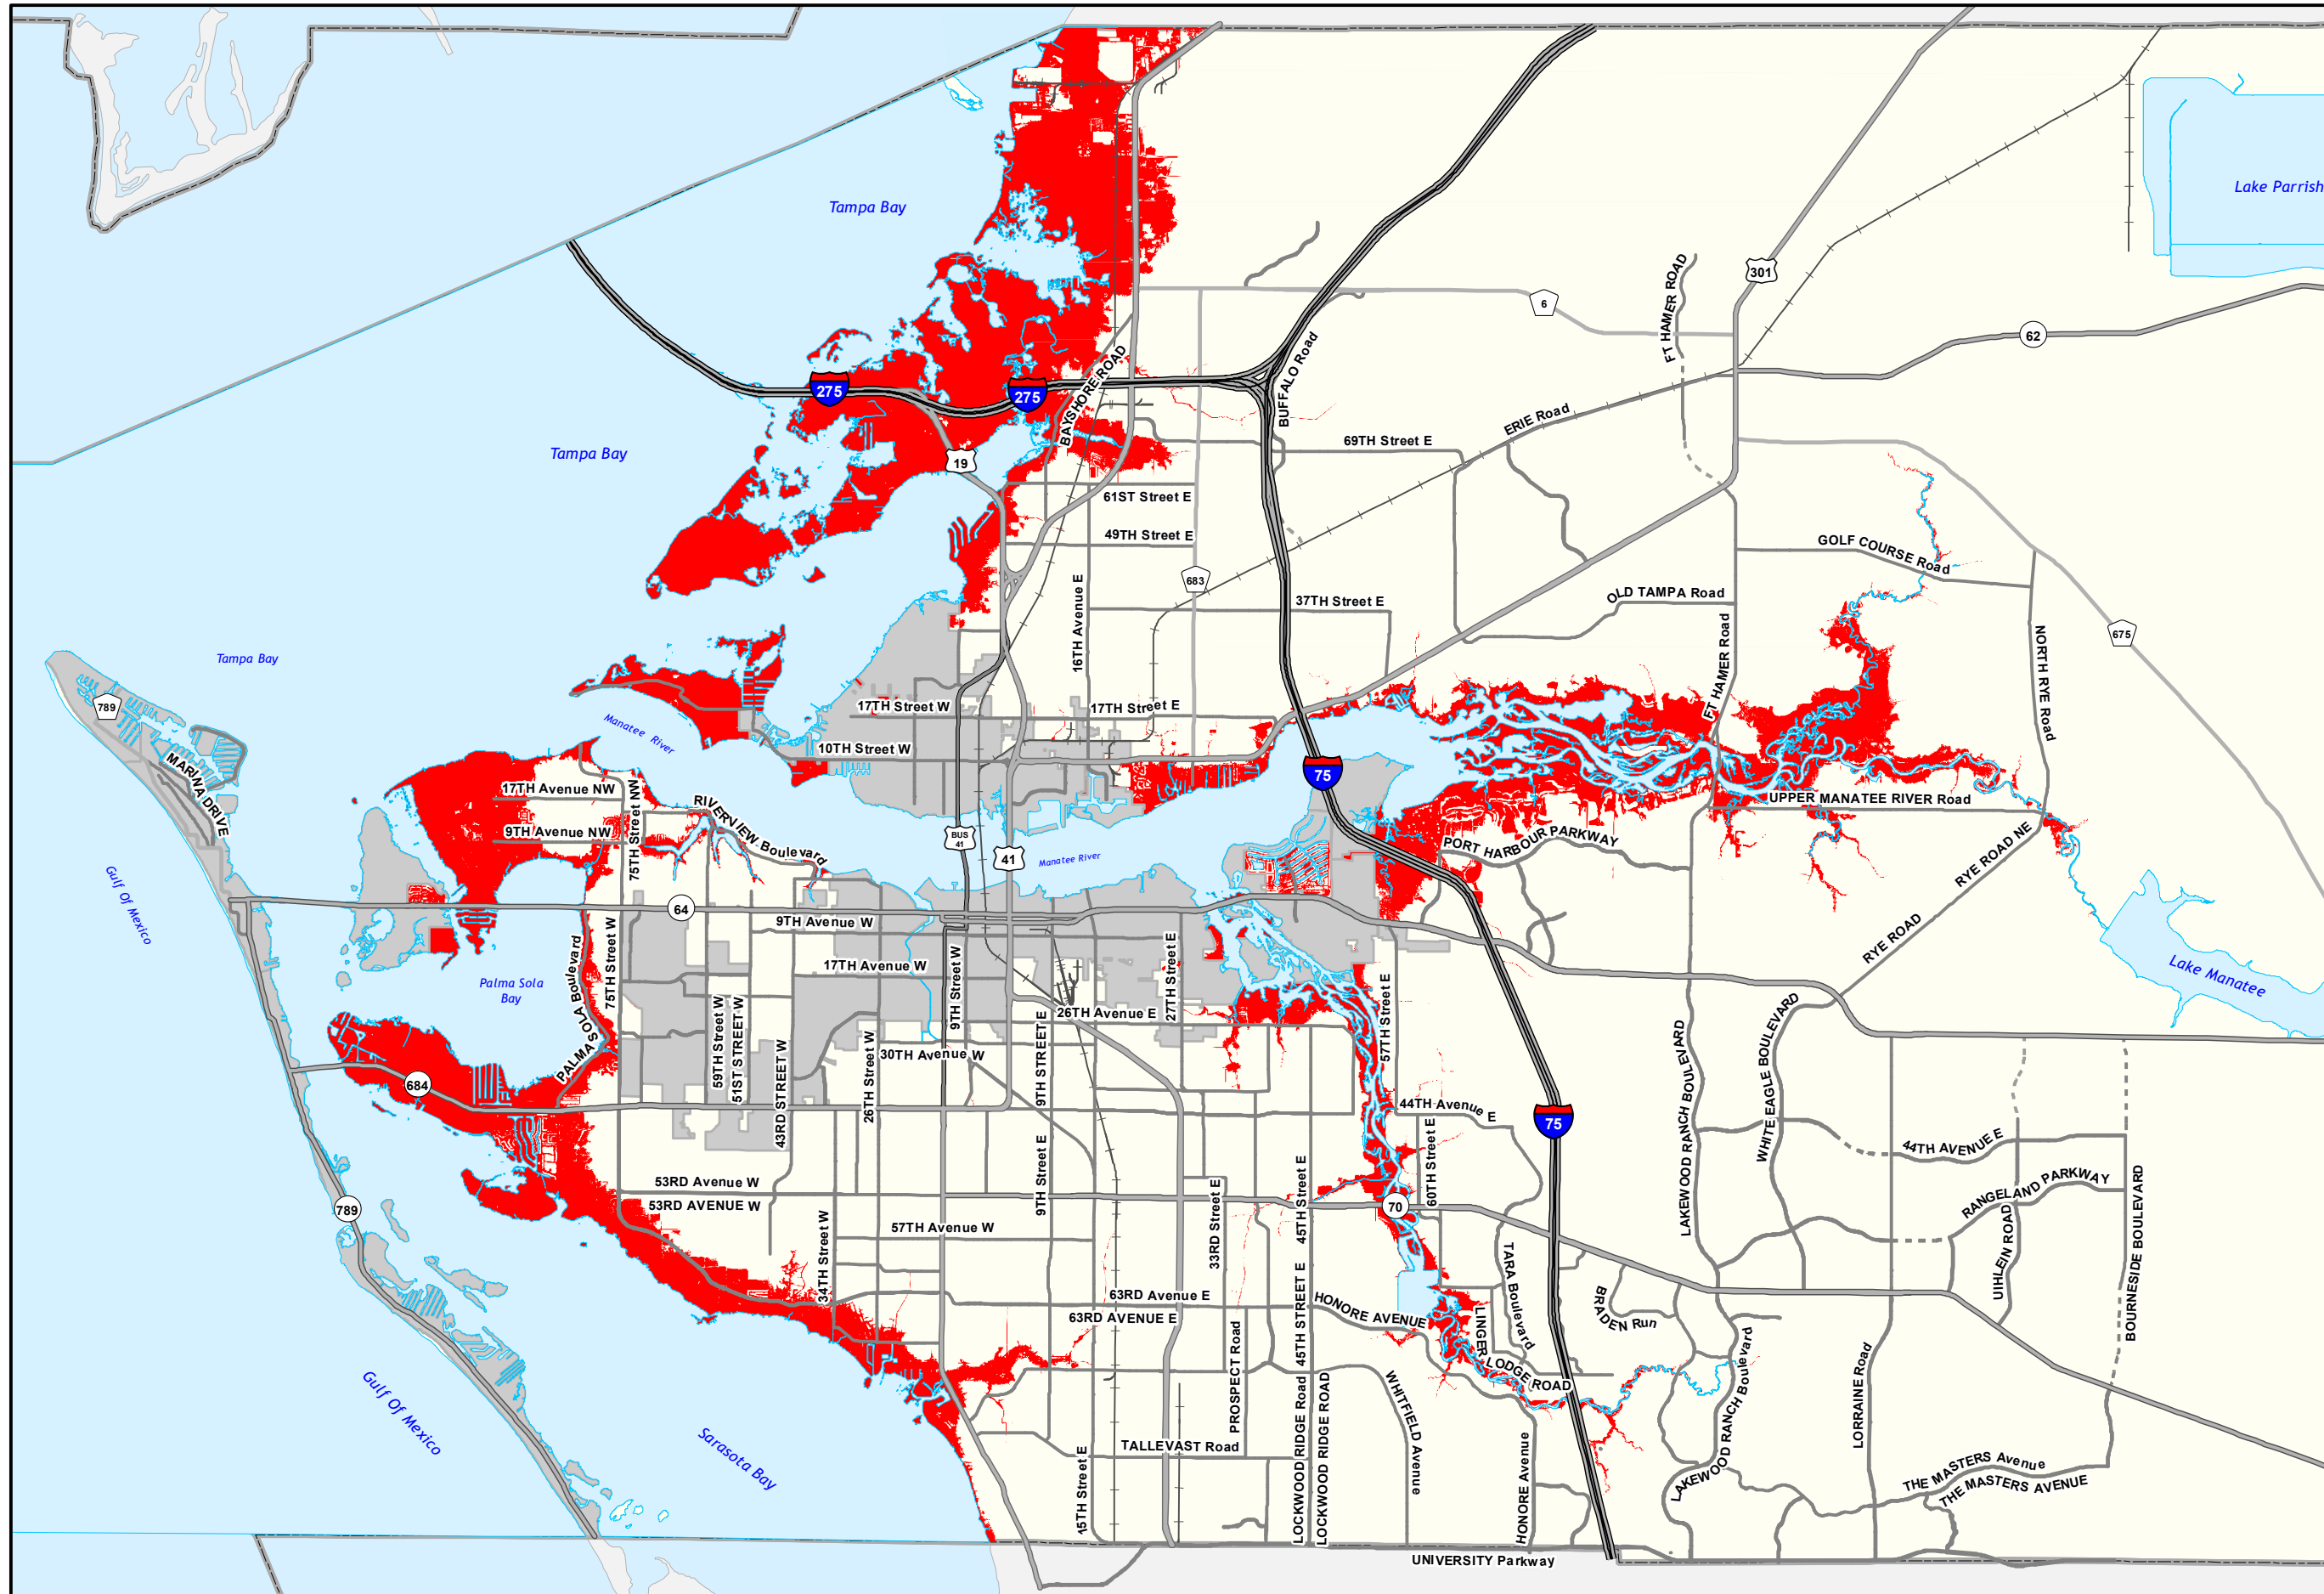 Lake Parrish
Tampa Bay
FT HAMER ROAD
301
6
62
BUFFALO Road
BAYSHORE ROAD
275
275
ERIE Road
69TH Street E
Tampa Bay
19
61ST Street E
49TH Street E
GOLF COURSE Road
683
16TH Avenue E
37TH Street E
OLD TAMPA Road
675
NORTH RYE Road
FT HAMER Road
Tampa Bay
789
17TH Street W
17TH Street E
Manatee River
10TH Street W
MARINA DRIVE
75
17TH Avenue NW
75TH Street NW
RIVERVIEW Boulevard
UPPER MANATEE RIVER Road
9TH Avenue NW
BUS
41
41
Manatee River
PORT HARBOUR PARKWAY
RYE ROAD NE
Gulf Of Mexico
64
9TH Avenue W
RYE ROAD
17TH Avenue W
9TH Street W
27TH Street E
Palma Sola
Bay
PALMA SOLA Boulevard
75TH Street W
57TH Street E
Lake Manatee
59TH Street W
51ST STREET W
43RD STREET W
26TH Street W
26TH Avenue E
30TH Avenue W
9TH STREET E
LAKEWOOD RANCH BOULEVARD
WHITE EAGLE BOULEVARD
684
44TH Avenue E
75
44TH AVENUE E
60TH Street E
RANGELAND PARKWAY
53RD Avenue W
53RD AVENUE W
9TH Street E
33RD Street E
45TH Street E
70
789
57TH Avenue W
34TH Street W
TARA Boulevard
UIHLEIN ROAD
BOURNESIDE BOULEVARD
63RD Avenue E
63RD AVENUE E
45TH STREET E
HONORE AVENUE
LINGER LODGE ROAD
BRADEN Run
PROSPECT Road
LAKEWOOD RANCH Boulevard
LORRAINE Road
WHITFIELD Avenue
Gulf Of Mexico
Sarasota Bay
TALLEVAST Road
15TH Street E
LOCKWOOD RIDGE Road
LOCKWOOD RIDGE ROAD
HONORE Avenue
THE MASTERS Avenue
THE MASTERS AVENUE
UNIVERSITY Parkway